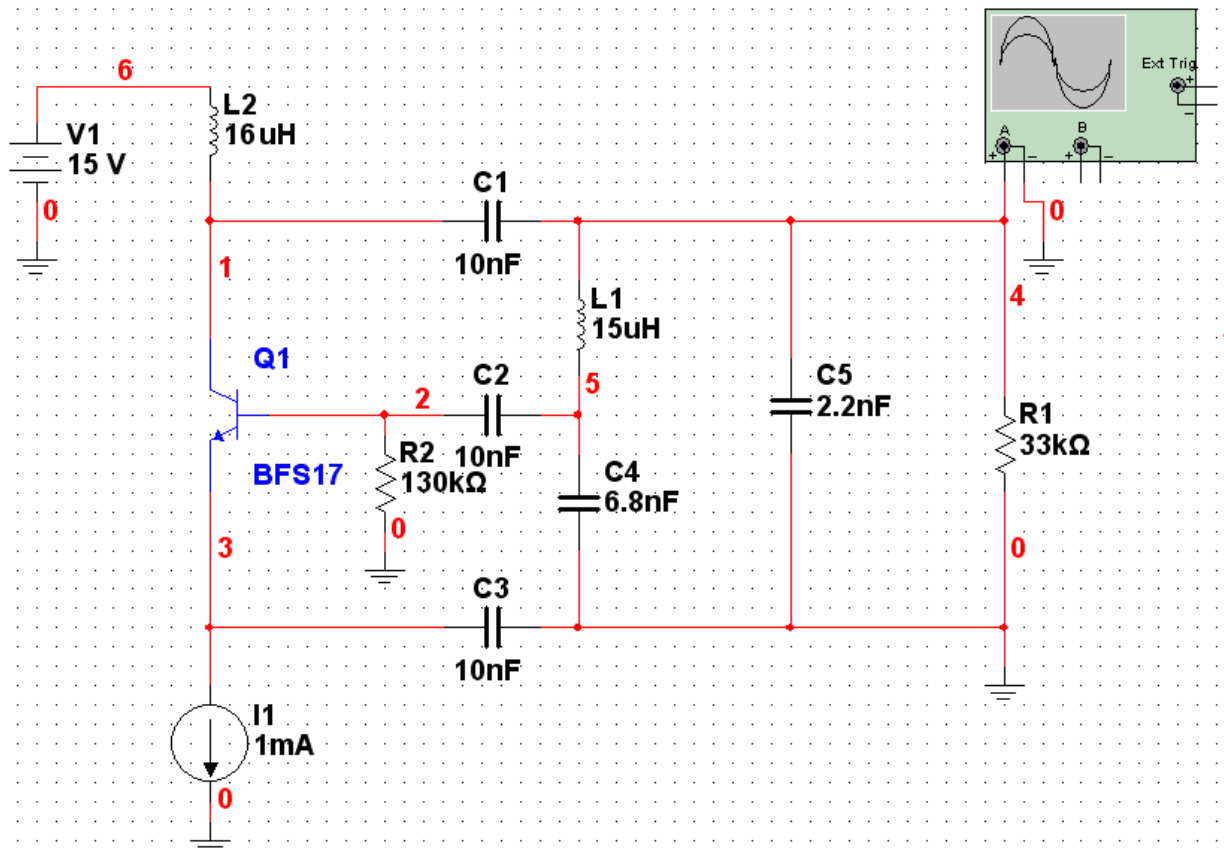 6
L2
16uH
V1
15 V
0
Ext Trig
+
−
A
B
+
−
+
−
C1
10nF
0
1
4
L1
15uH
Q1
C2
5
C5
2.2nF
2
R1
33kΩ
BFS17
R2
130kΩ
10nF
C4
6.8nF
0
3
0
C3
10nF
I1
1mA
0